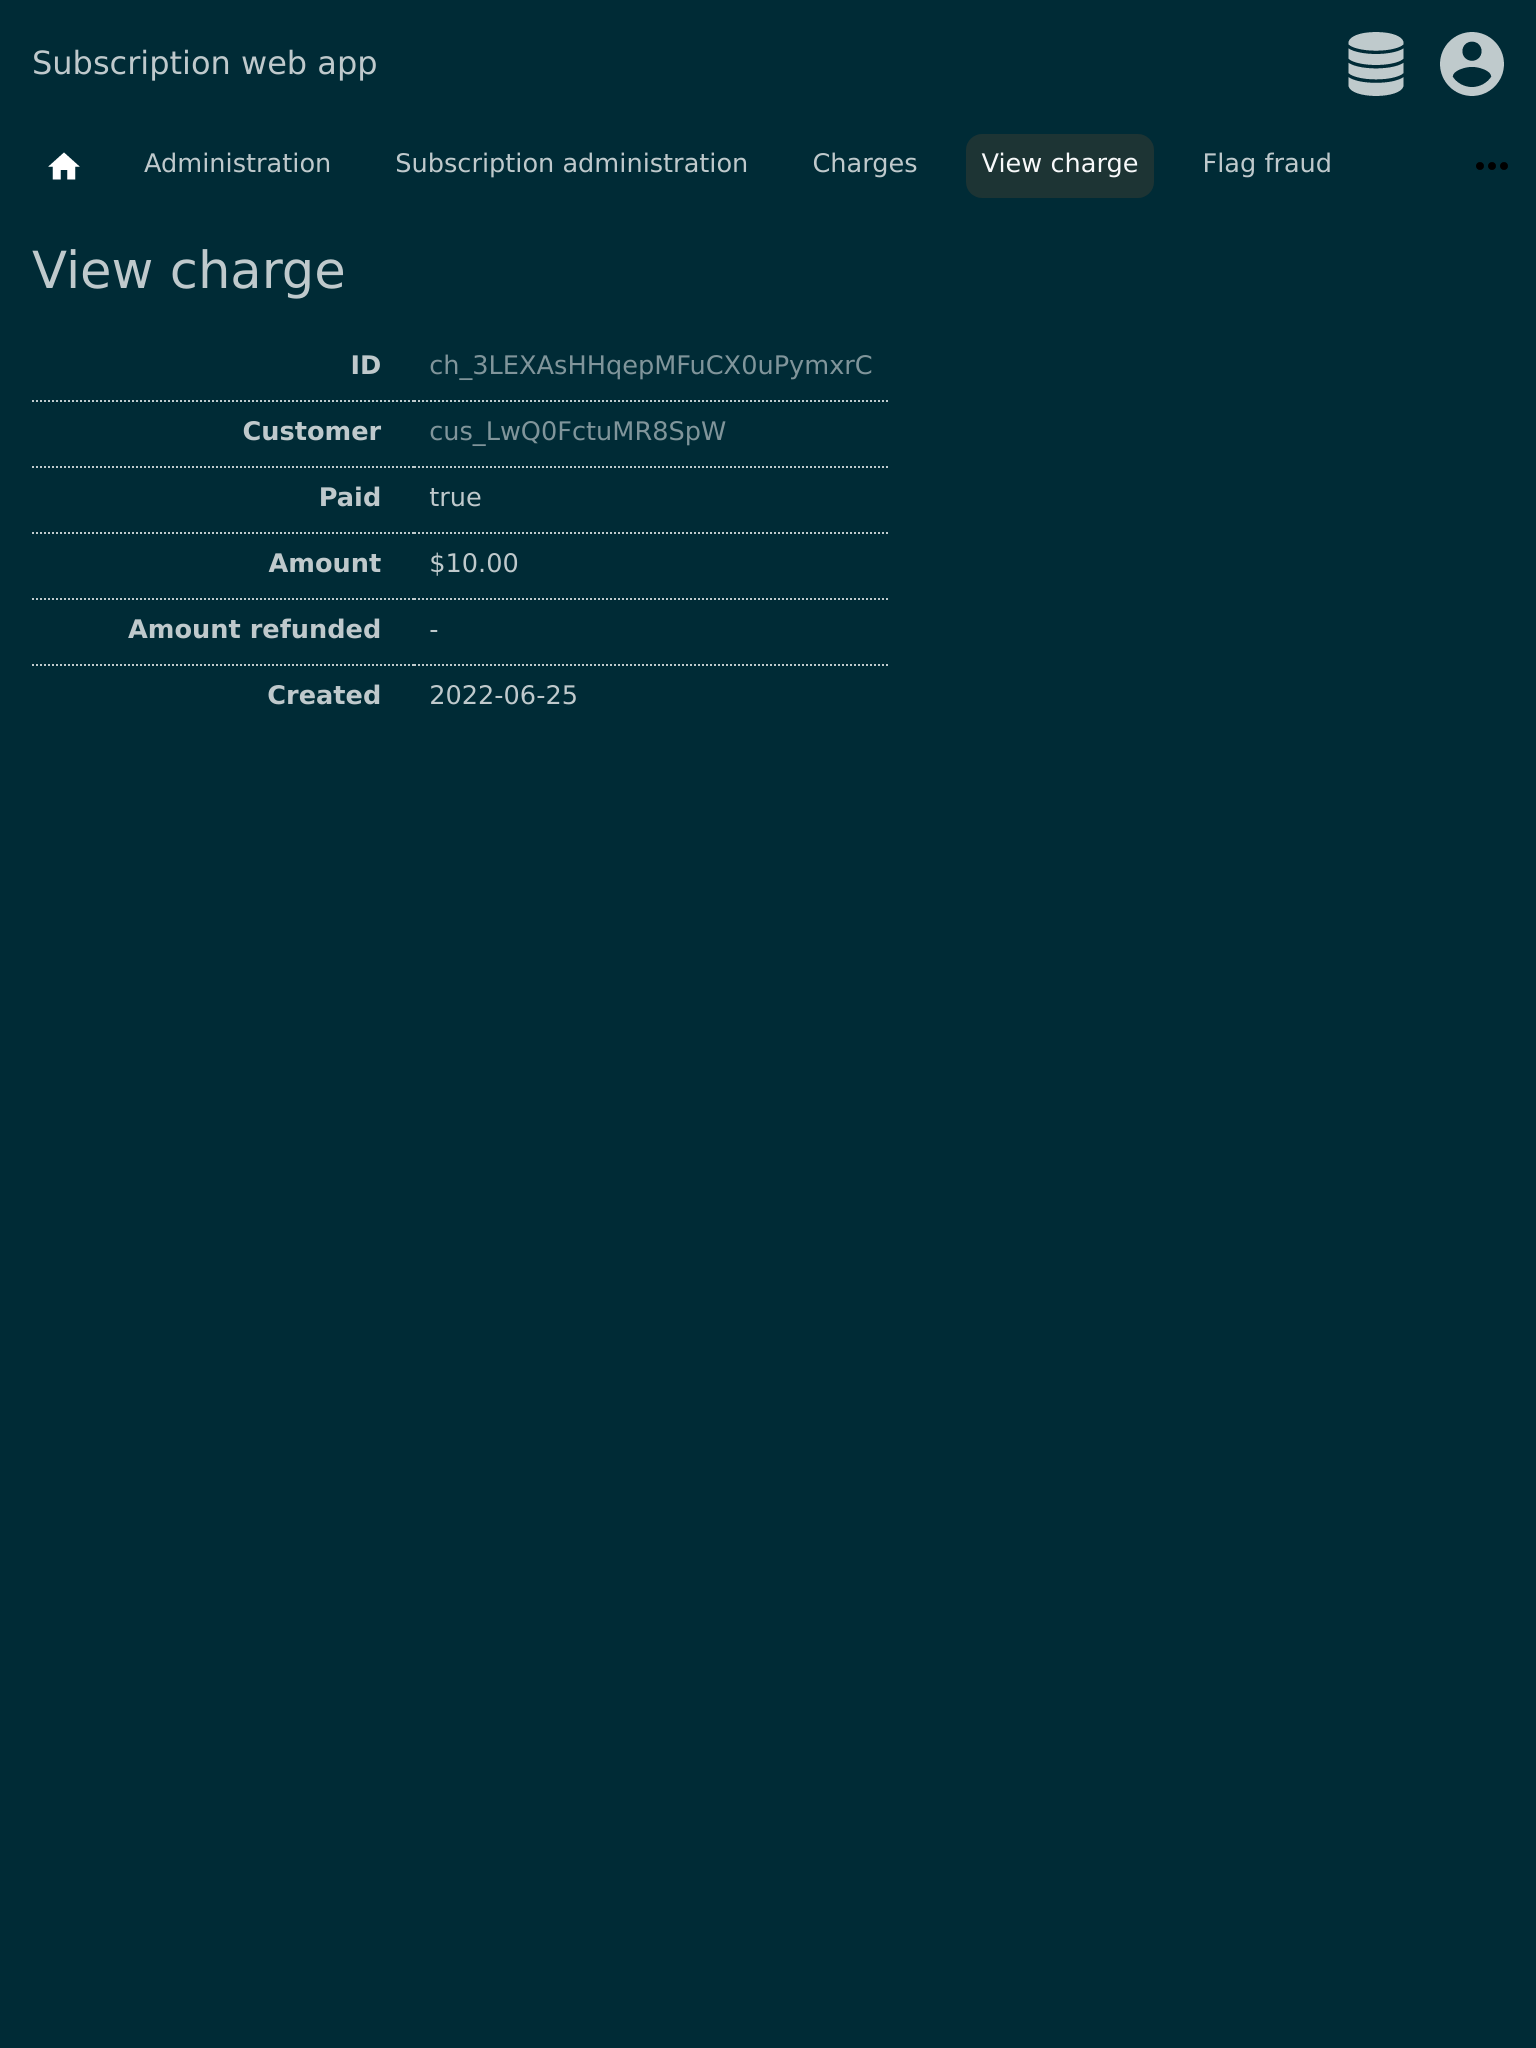 Subscription web app
Administration Subscription administration Charges View charge Flag fraud
View charge
ID ch_3LEXAsHHqepMFuCX0uPymxrC
Customer cus_LwQ0FctuMR8SpW
Paid true
Amount $10.00
Amount refunded -
Created 2022-06-25